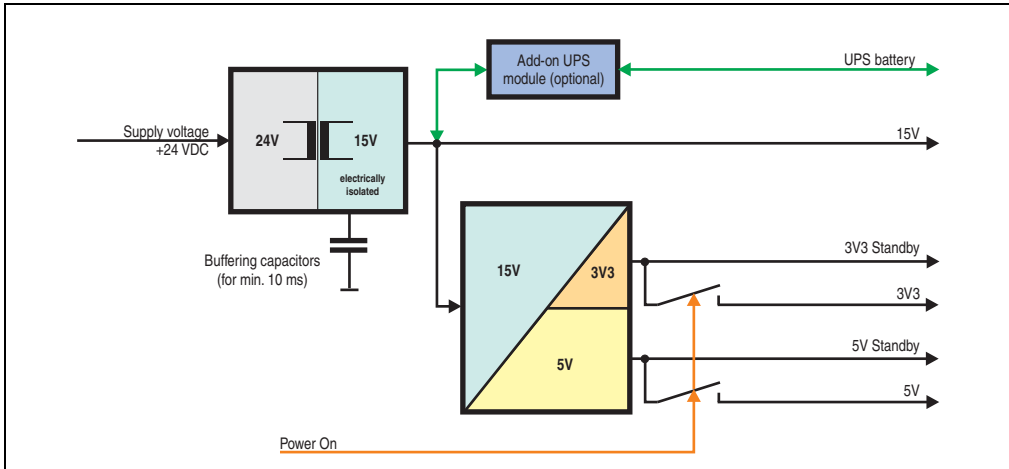 Add-on UPS
module (optional)
UPS battery
Supply voltage
+24 VDC
24V
15V
electrically
isolated
15V
Buffering capacitors
(for min. 10 ms)
15V
3V3
5V
3V3 Standby
3V3
5V Standby
5V
Power On